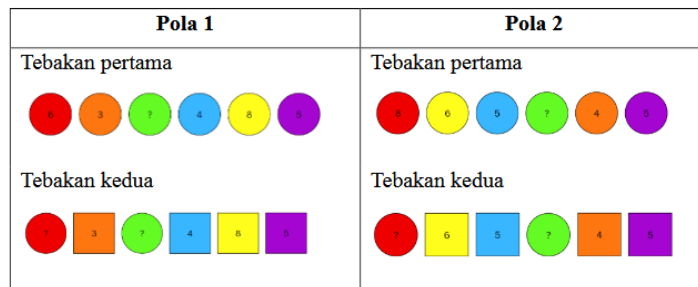 Pola 1
Tebakan pertama
6 3 ? 4 8 5
Tebakan kedua
? 3 ? 4 8 5
Pola 2
Tebakan pertama
8 6 5 ? 4 5
Tebakan kedua
? 6 5 ? 4 5